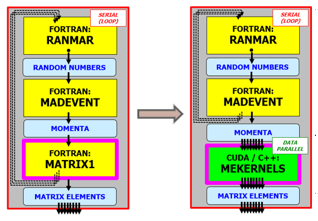 SERIAL
(LOOP)
FORTRAN:
RANMAR
RANDOM NUMBERS
FORTRAN:
MADEVENT
MOMENTA
FORTRAN:
MATRIX1
MATRIX ELEMENTS
SERIAL
(LOOP)
FORTRAN:
RANMAR
RANDOM NUMBERS
FORTRAN:
MADEVENT
MOMENTA
DATA
PARALLEL
CUDA / C++:
MEKERNELS
MATRIX ELEMENTS